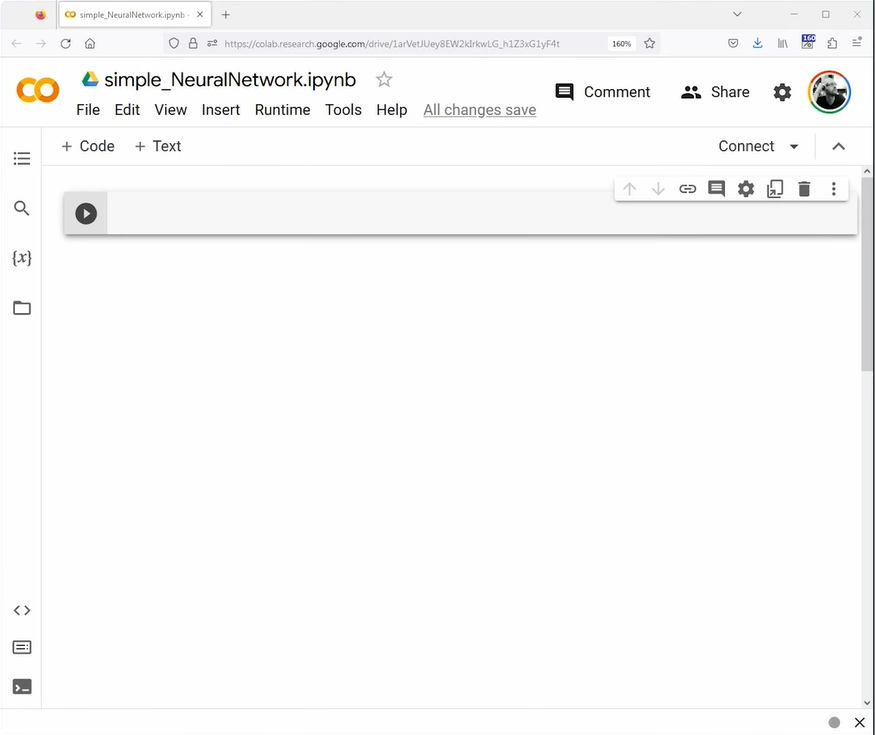 simple_NeuralNetwork.ipynb -
https://colab.research.google.com/drive/1arVetJUey8EW2kIrkwLG_h1Z3xG1yF4t 160% 160
simple_NeuralNetwork.ipynb
Comment Share
File Edit View Insert Runtime Tools Help All changes save
+ Code + Text Connect
{x}